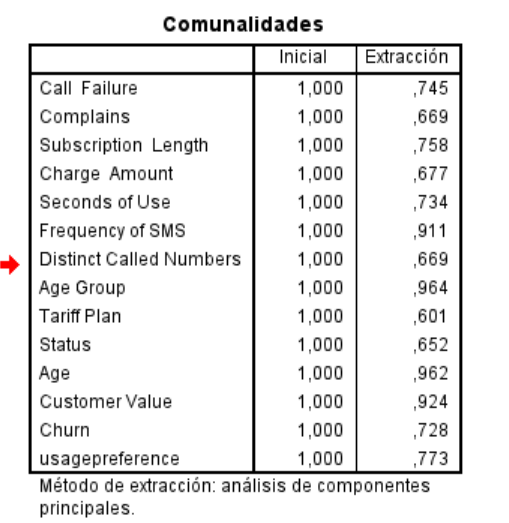 Comunalidades
Inicial Extracción
Call Failure 1,000 ,745
Complains 1,000 ,669
Subscription Length 1,000 ,758
Charge Amount 1,000 ,677
Seconds of Use 1,000 ,734
Frequency of SMS 1,000 ,911
Distinct Called Numbers 1,000 ,669
Age Group 1,000 ,964
Tariff Plan 1,000 ,601
Status 1,000 ,652
Age 1,000 ,962
Customer Value 1,000 ,924
Churn 1,000 ,728
usagepreference 1,000 ,773
Método de extracción: análisis de componentes
principales.